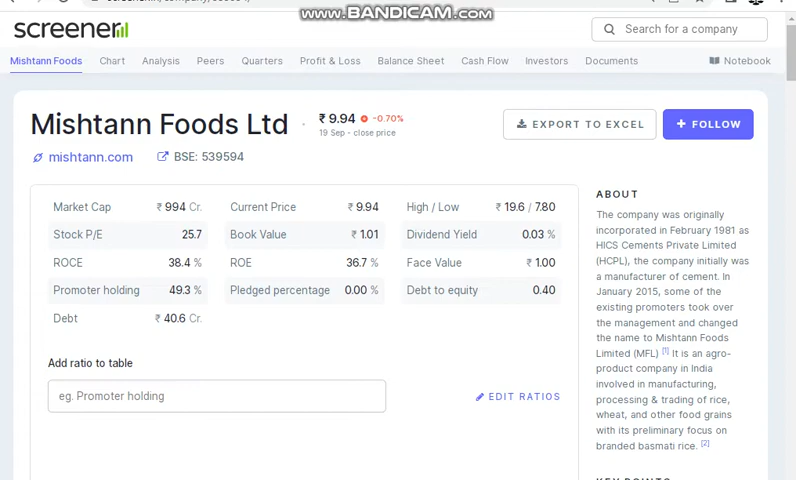 www.BANDICAM.com
screener
Search for a company
Mishtann Foods Chart Analysis Peers Quarters Profit & Loss Balance Sheet Cash Flow Investors Documents Notebook
Mishtann Foods Ltd
₹ 9.94 -0.70%
19 Sep - close price
EXPORT TO EXCEL
+ FOLLOW
mishtann.com BSE: 539594
Market Cap ₹ 994 Cr. Current Price ₹ 9.94 High / Low ₹ 19.6 / 7.80
Stock P/E 25.7 Book Value ₹ 1.01 Dividend Yield 0.03 %
ROCE 38.4 % ROE 36.7 % Face Value ₹ 1.00
Promoter holding 49.3 % Pledged percentage 0.00 % Debt to equity 0.40
Debt ₹ 40.6 Cr.
Add ratio to table
eg. Promoter holding
EDIT RATIOS
ABOUT
The company was originally
incorporated in February 1981 as
HICS Cements Private Limited
(HCPL), the company initially was
a manufacturer of cement. In
January 2015, some of the
existing promoters took over
the management and changed
the name to Mishtann Foods
Limited (MFL) [1] It is an agro-
product company in India
involved in manufacturing,
processing & trading of rice,
wheat, and other food grains
with its preliminary focus on
branded basmati rice. [2]